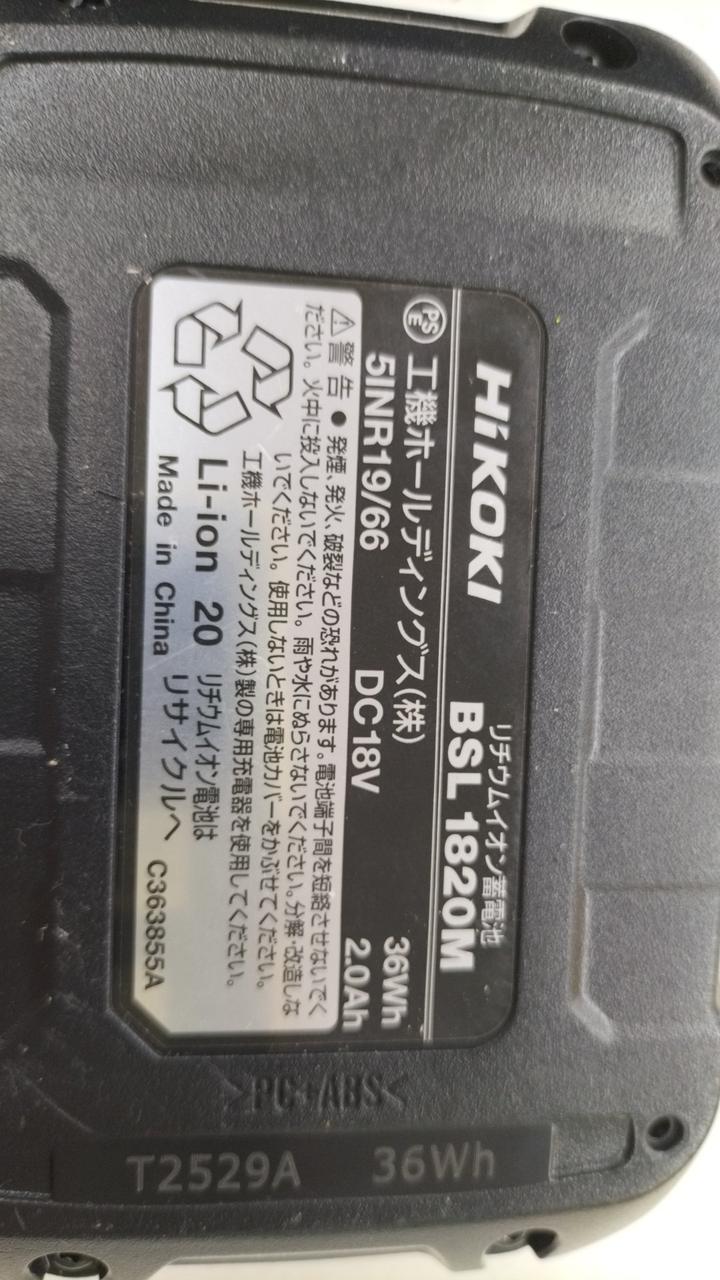 HiKOKI
リチウムイオン蓄電池
BSL 1820M
PSE
工機ホールディングス(株)
36Wh
5INR19/66 DC18V 2.0Ah
⚠警告 ● 発煙、発火、破裂などの恐れがあります。電池端子間を短絡させないでく
ださい。火中に投入しないでください。雨や水にぬらさないでください。分解・改造しな
いでください。使用しないときは電池カバーをかぶせてください。
工機ホールディングス(株)製の専用充電器を使用してください。
Li-ion 20 リチウムイオン電池は
Made in China リサイクルへ C363855A
>PC+ABS<
T2529A 36Wh